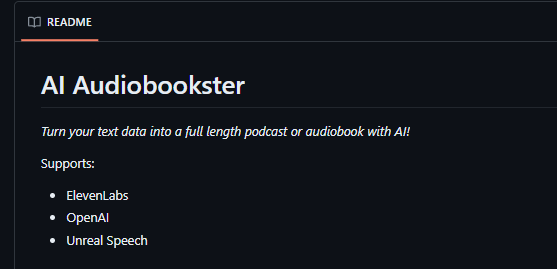 README
AI Audiobookster
Turn your text data into a full length podcast or audiobook with AI!
Supports:
ElevenLabs
OpenAI
Unreal Speech